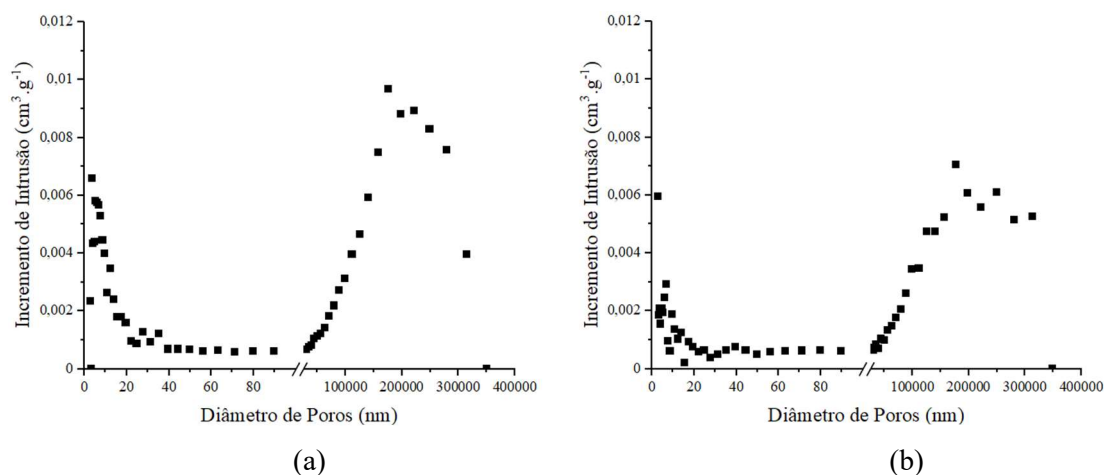 0,012
0,01
0,008
0,006
0,004
0,002
0
Incremento de Intrusão (cm³.g⁻¹)
0 20 40 60 80 100000 200000 300000 400000
Diâmetro de Poros (nm)
(a)
0,012
0,01
0,008
0,006
0,004
0,002
0
Incremento de Intrusão (cm³.g⁻¹)
0 20 40 60 80 100000 200000 300000 400000
Diâmetro de Poros (nm)
(b)